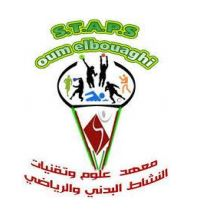 S.T.A.P.S
oum elbouaghi
معهد علوم وتقنيات
النشاط البدني والرياضي